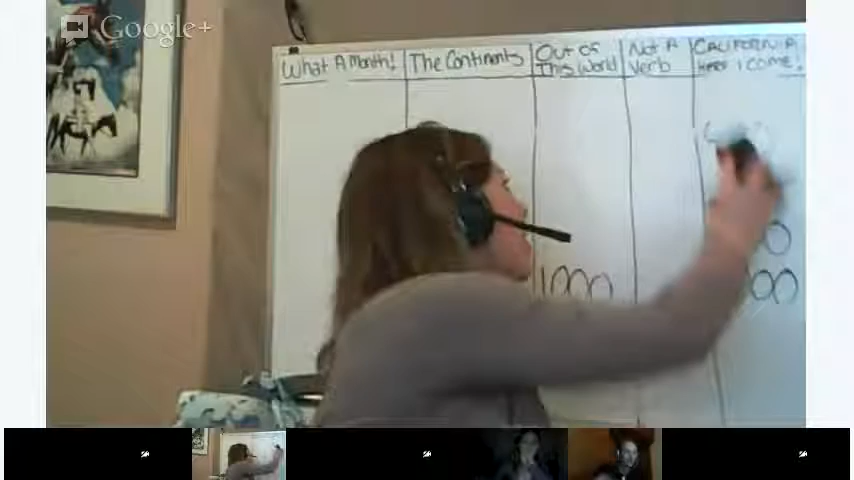 Google+
What A Month!
The Continents
Out Of
This World
Not A
Verb
CALIFORNIA
HERE I COME!
1000